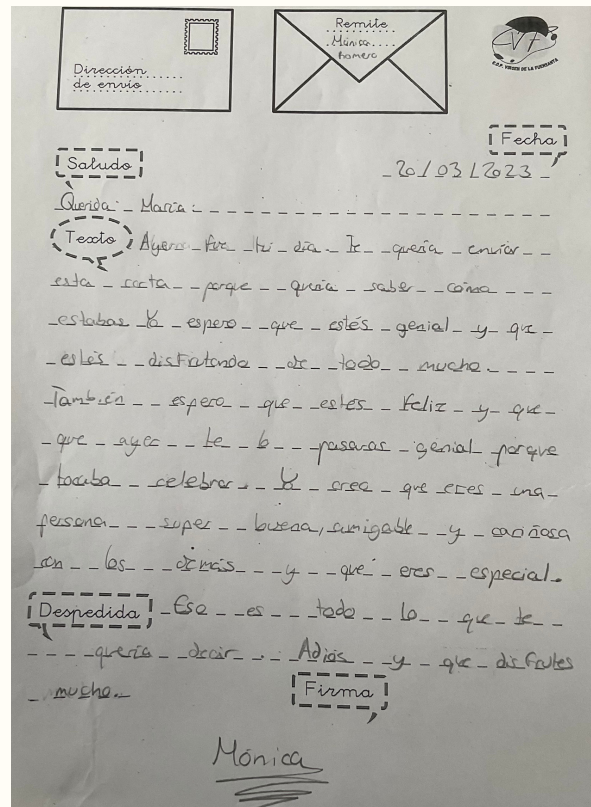 Dirección
de envío
Remite
Mónica
Romero
C.D.P. VIRGEN DE LA FUENSANTA
Fecha
Saludo
20/03/2023
Querida María:
Texto Ayer fue tu día. Te quería enviar
esta carta porque quería saber cómo
estabas Yo espero que estés genial y que
estés disfrutando de todo mucho.
También espero que estes feliz y que
que ayer te lo pasaras genial porque
tocaba celebrar. Yo creo que eres una
persona super buena, amigable y cariñosa
con los demás y que eres especial.
Despedida Eso es todo lo que te
quería decir. Adiós y que disfrutes
mucho.
Firma
Mónica